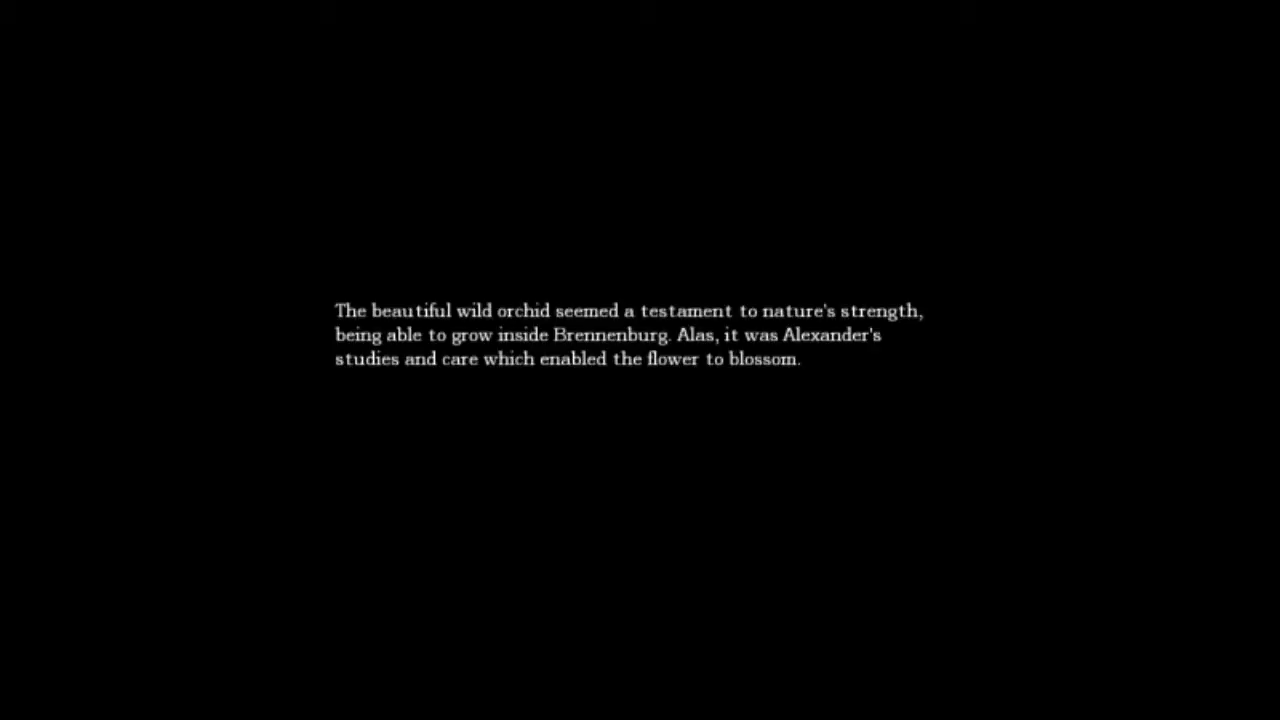 The beautiful wild orchid seemed a testament to nature's strength,
being able to grow inside Brennenburg. Alas, it was Alexander's
studies and care which enabled the flower to blossom.